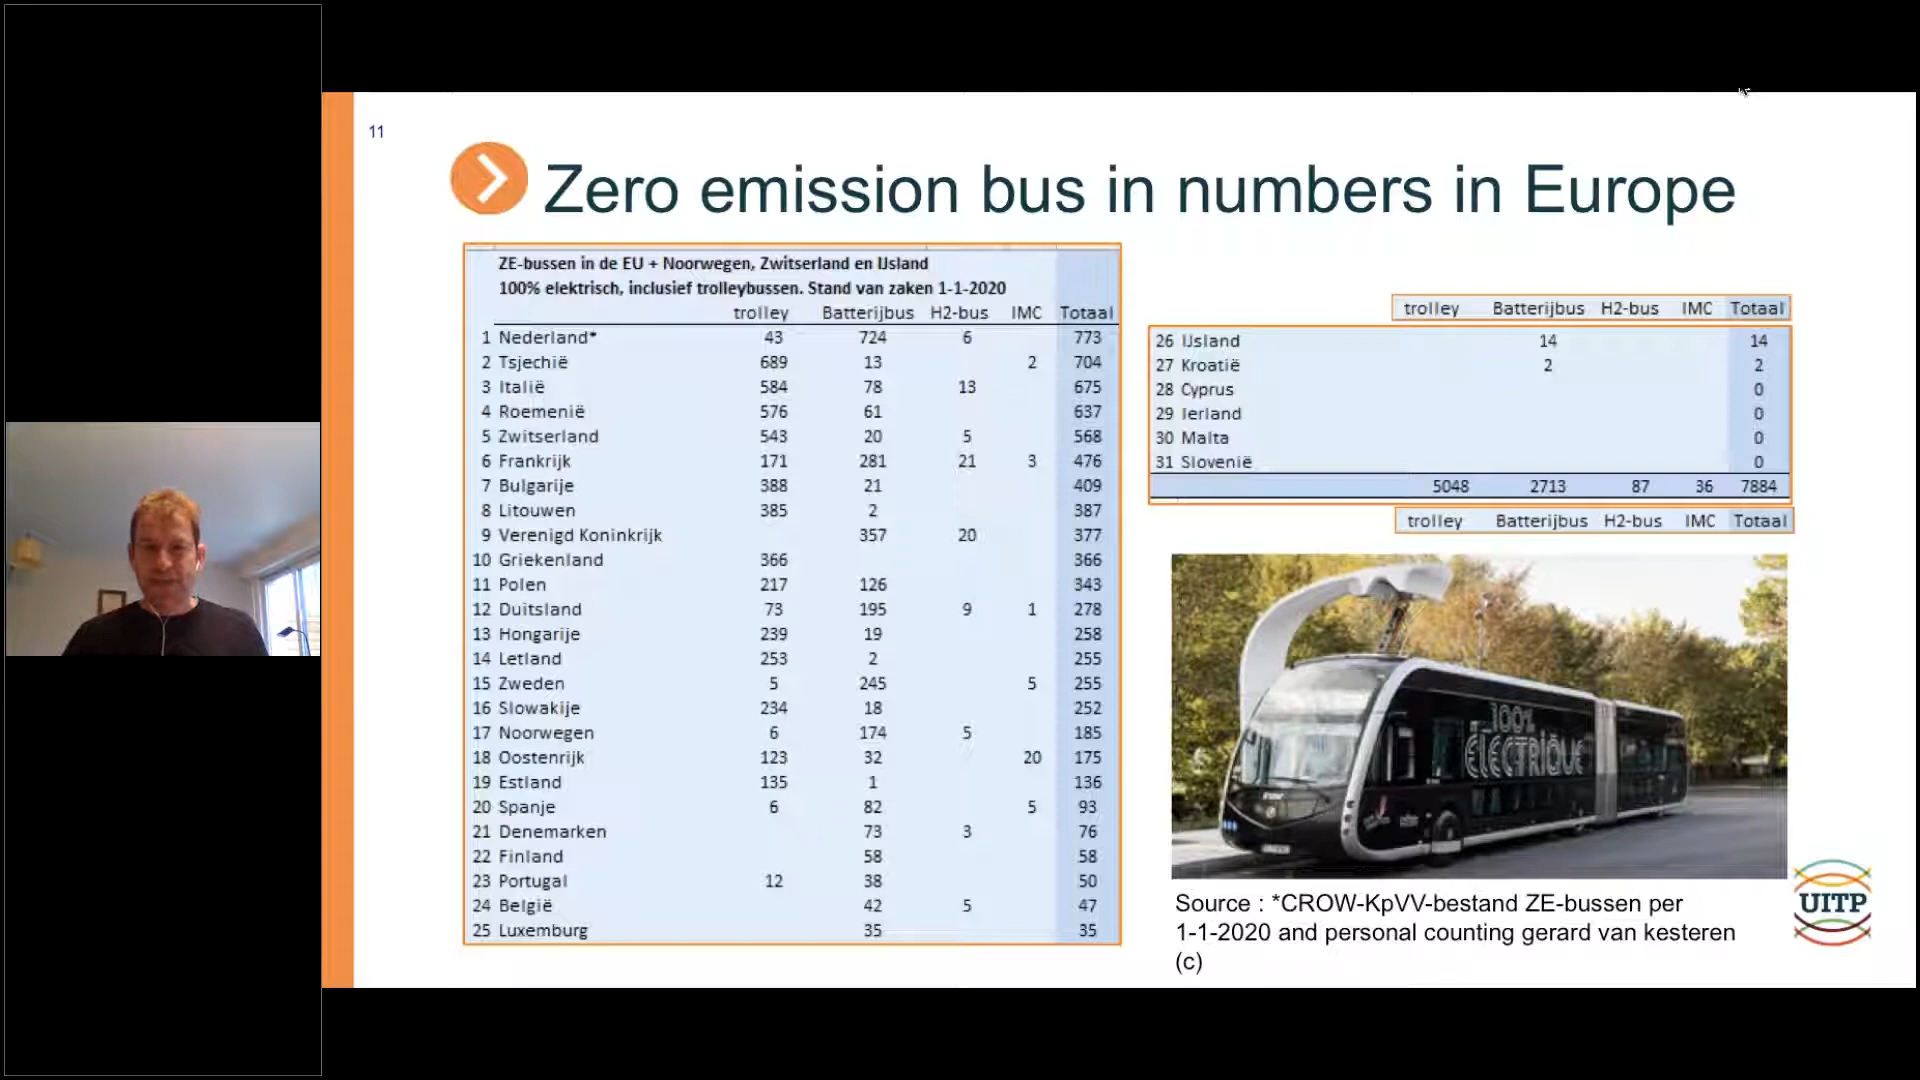 11
Zero emission bus in numbers in Europe
ZE-bussen in de EU + Noorwegen, Zwitserland en IJsland
100% elektrisch, inclusief trolleybussen. Stand van zaken 1-1-2020
trolley Batterijbus H2-bus IMC Totaal
1 Nederland* 43 724 6 773
2 Tsjechië 689 13 2 704
3 Italië 584 78 13 675
4 Roemenië 576 61 637
5 Zwitserland 543 20 5 568
6 Frankrijk 171 281 21 3 476
7 Bulgarije 388 21 409
8 Litouwen 385 2 387
9 Verenigd Koninkrijk 357 20 377
10 Griekenland 366 366
11 Polen 217 126 343
12 Duitsland 73 195 9 1 278
13 Hongarije 239 19 258
14 Letland 253 2 255
15 Zweden 5 245 5 255
16 Slowakije 234 18 252
17 Noorwegen 6 174 5 185
18 Oostenrijk 123 32 20 175
19 Estland 135 1 136
20 Spanje 6 82 5 93
21 Denemarken 73 3 76
22 Finland 58 58
23 Portugal 12 38 50
24 België 42 5 47
25 Luxemburg 35 35
trolley Batterijbus H2-bus IMC Totaal
26 IJsland 14 14
27 Kroatië 2 2
28 Cyprus 0
29 Ierland 0
30 Malta 0
31 Slovenië 0
5048 2713 87 36 7884
trolley Batterijbus H2-bus IMC Totaal
100%
ÉLECTRIQUE
Source : *CROW-KpVV-bestand ZE-bussen per
1-1-2020 and personal counting gerard van kesteren
(c)
UITP